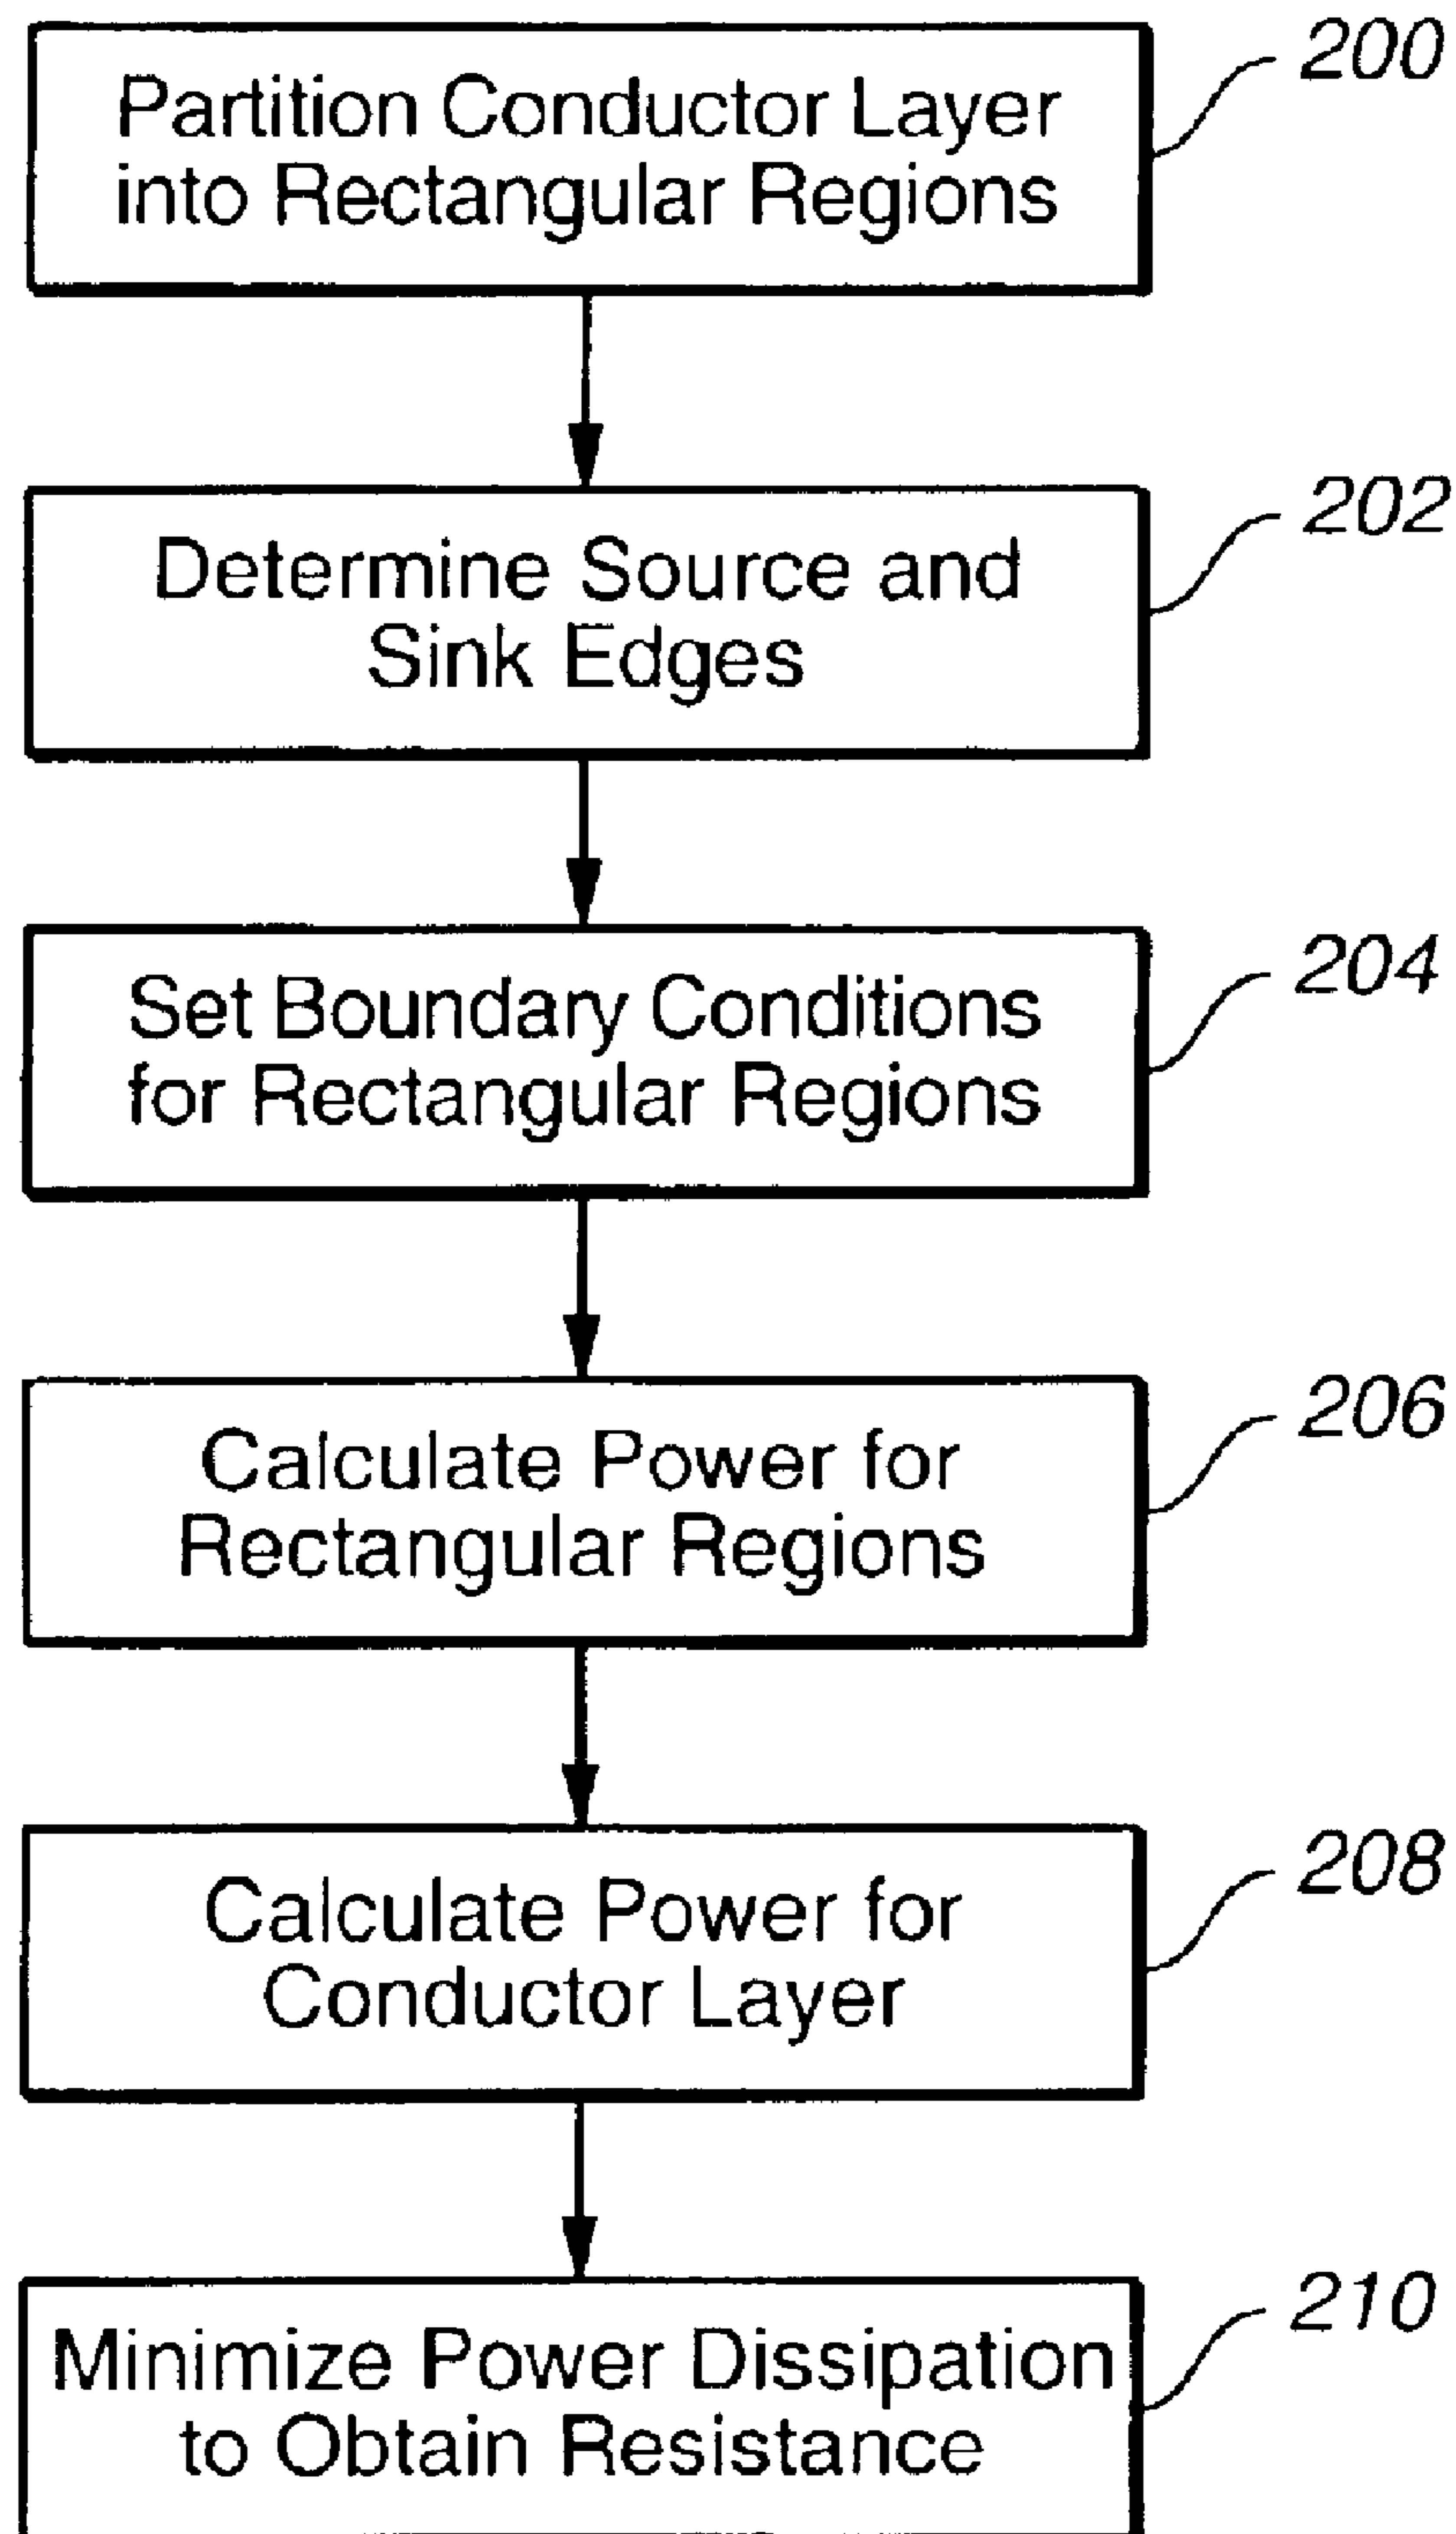 200
Partition Conductor Layer
into Rectangular Regions
202
Determine Source and
Sink Edges
204
Set Boundary Conditions
for Rectangular Regions
206
Calculate Power for
Rectangular Regions
208
Calculate Power for
Conductor Layer
210
Minimize Power Dissipation
to Obtain Resistance